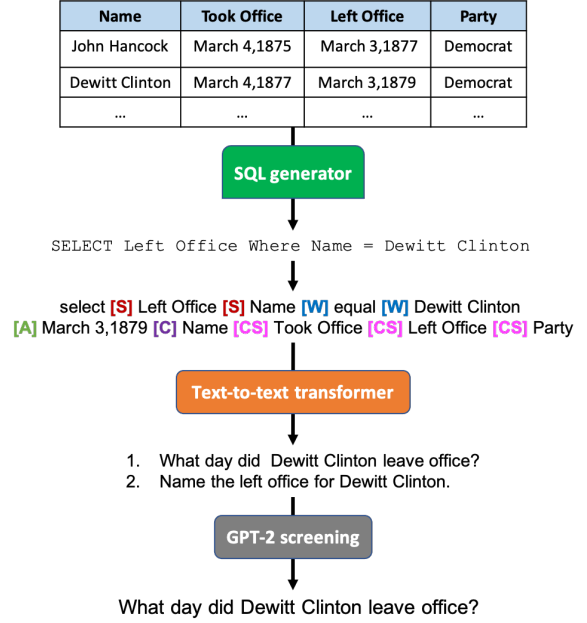 Name Took Office Left Office Party
John Hancock March 4,1875 March 3,1877 Democrat
Dewitt Clinton March 4,1877 March 3,1879 Democrat
... ... ... ...
SQL generator
SELECT Left Office Where Name = Dewitt Clinton
select [S] Left Office [S] Name [W] equal [W] Dewitt Clinton
[A] March 3,1879 [C] Name [CS] Took Office [CS] Left Office [CS] Party
Text-to-text transformer
1. What day did Dewitt Clinton leave office?
2. Name the left office for Dewitt Clinton.
GPT-2 screening
What day did Dewitt Clinton leave office?